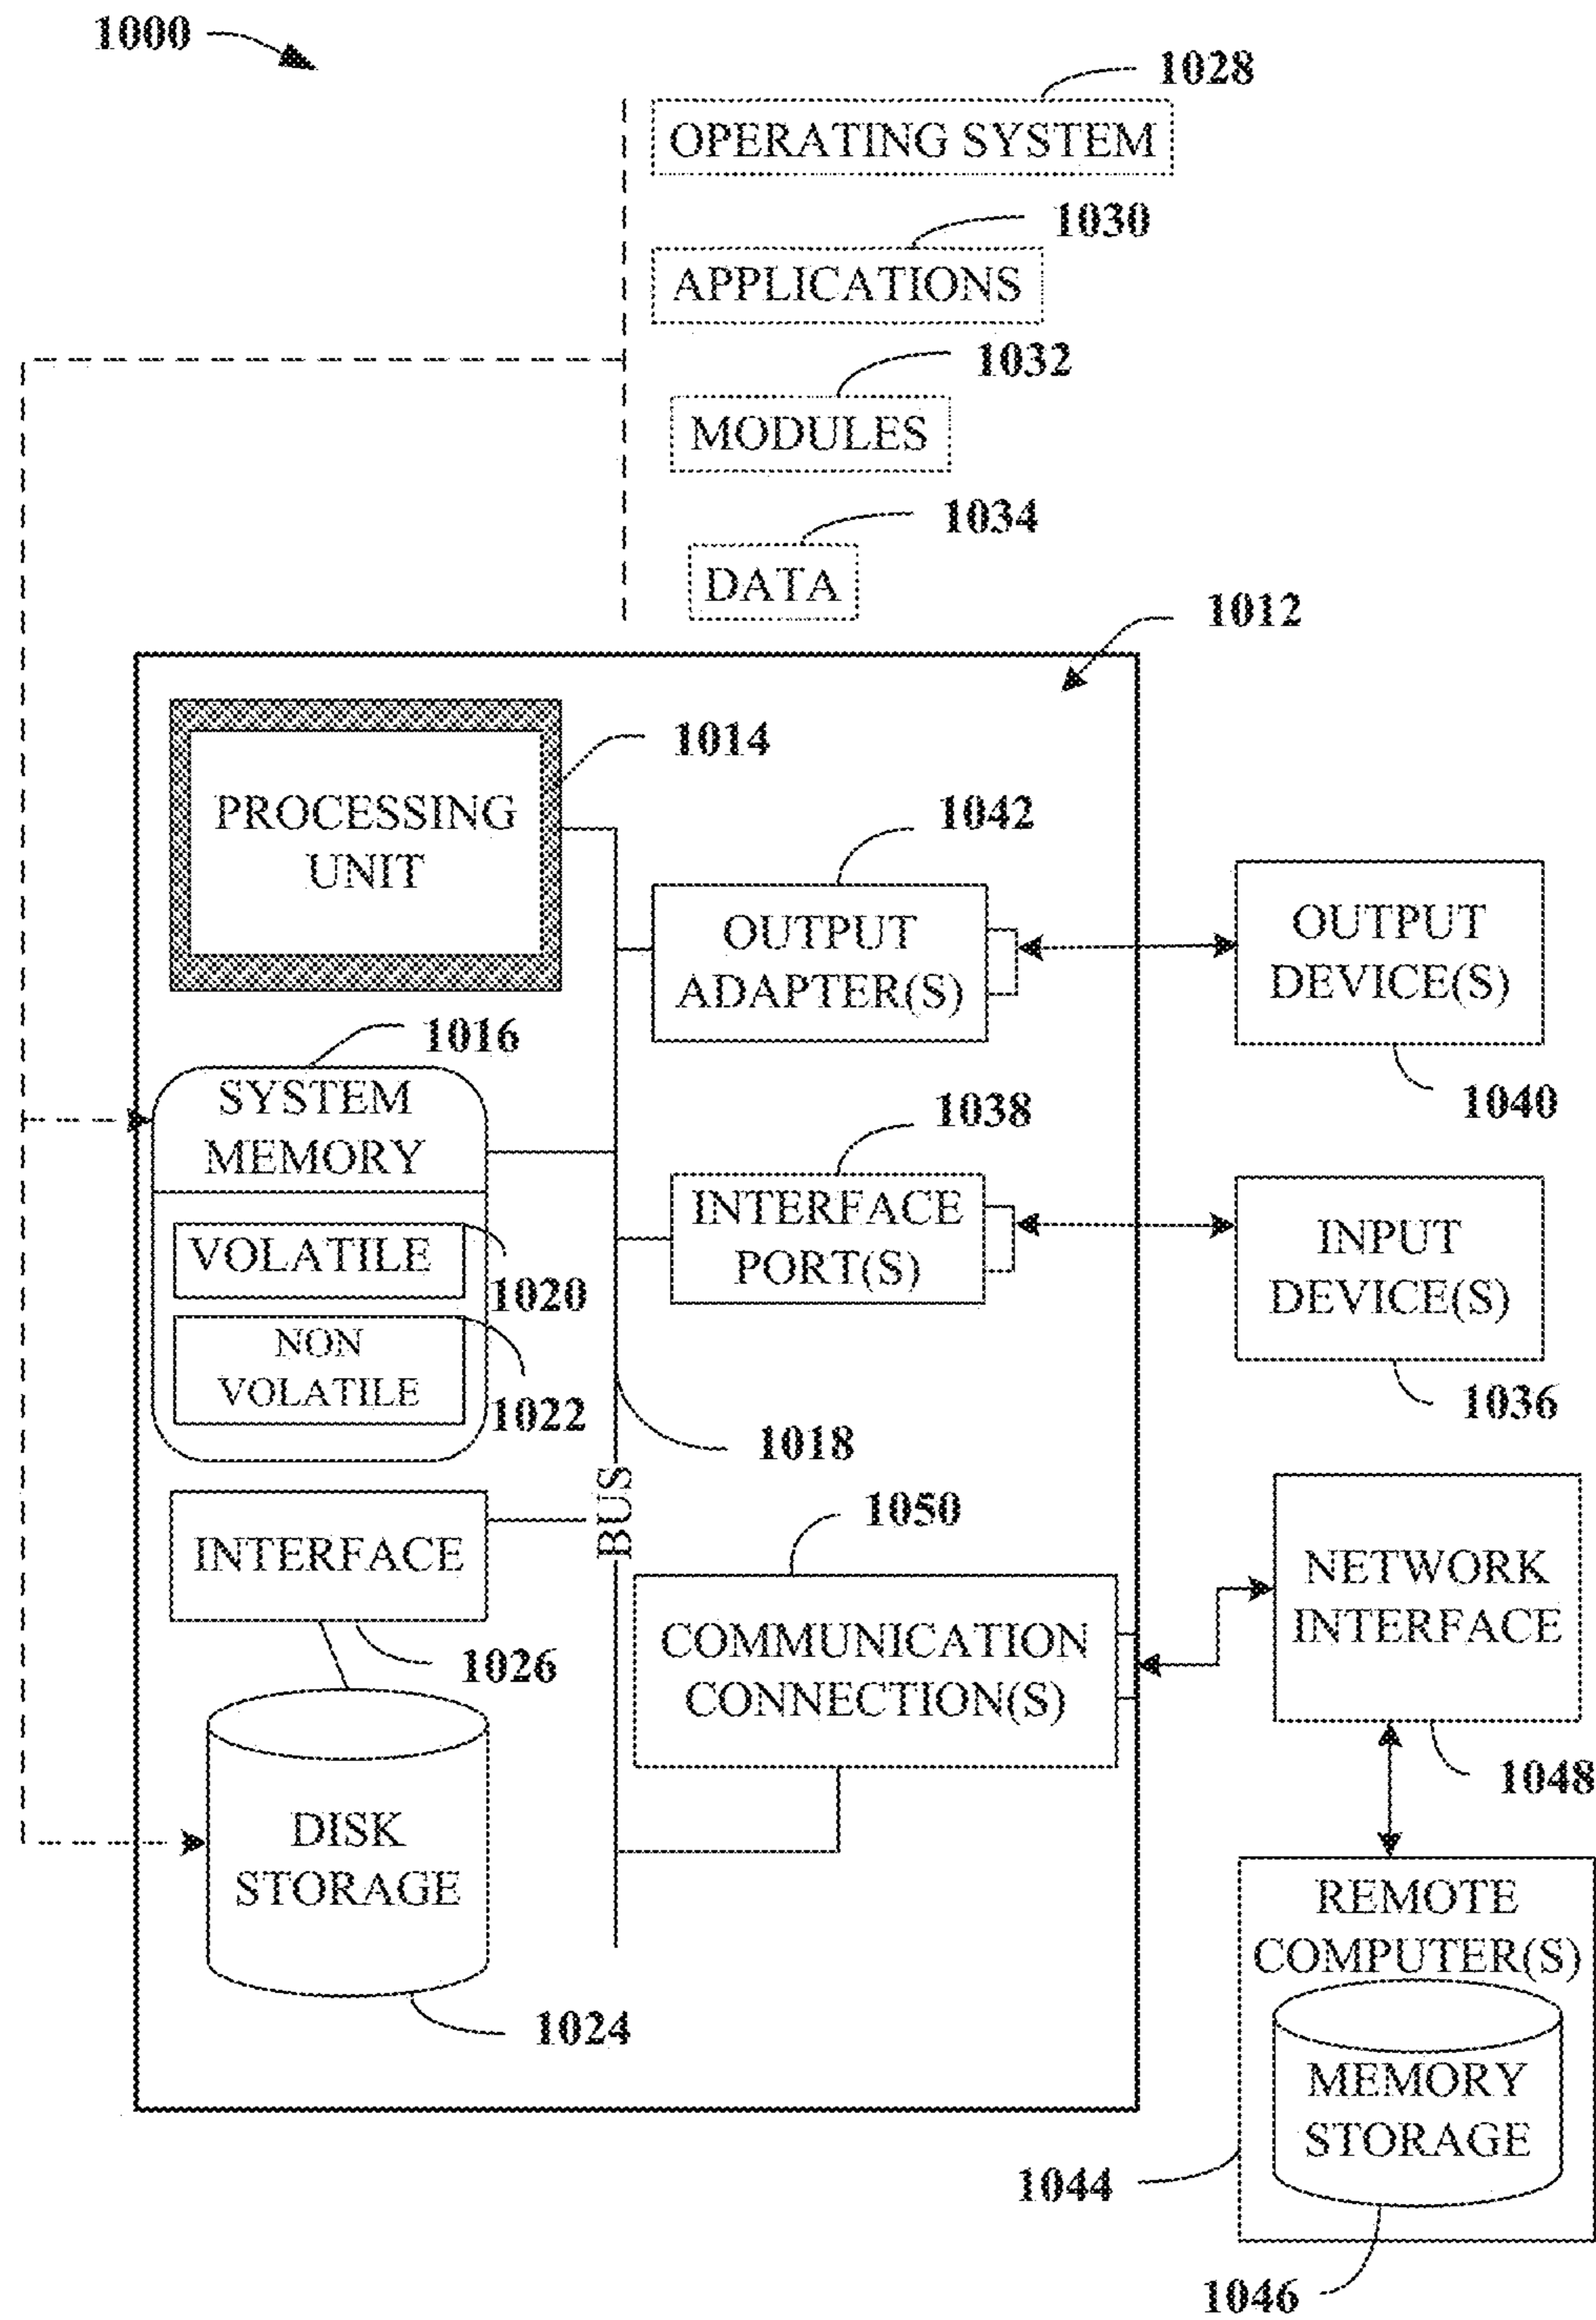 1000
1028
OPERATING SYSTEM
1030
APPLICATIONS
1032
MODULES
1034
DATA
1012
1014
PROCESSING
UNIT
1042
OUTPUT
ADAPTER(S)
OUTPUT
DEVICE(S)
1040
1016
SYSTEM
MEMORY
1038
INTERFACE
PORT(S)
INPUT
DEVICE(S)
1036
VOLATILE
1020
NON
VOLATILE
1022
1018
BUS
INTERFACE
1026
1050
COMMUNICATION
CONNECTION(S)
NETWORK
INTERFACE
1048
DISK
STORAGE
1024
REMOTE
COMPUTER(S)
MEMORY
STORAGE
1044
1046